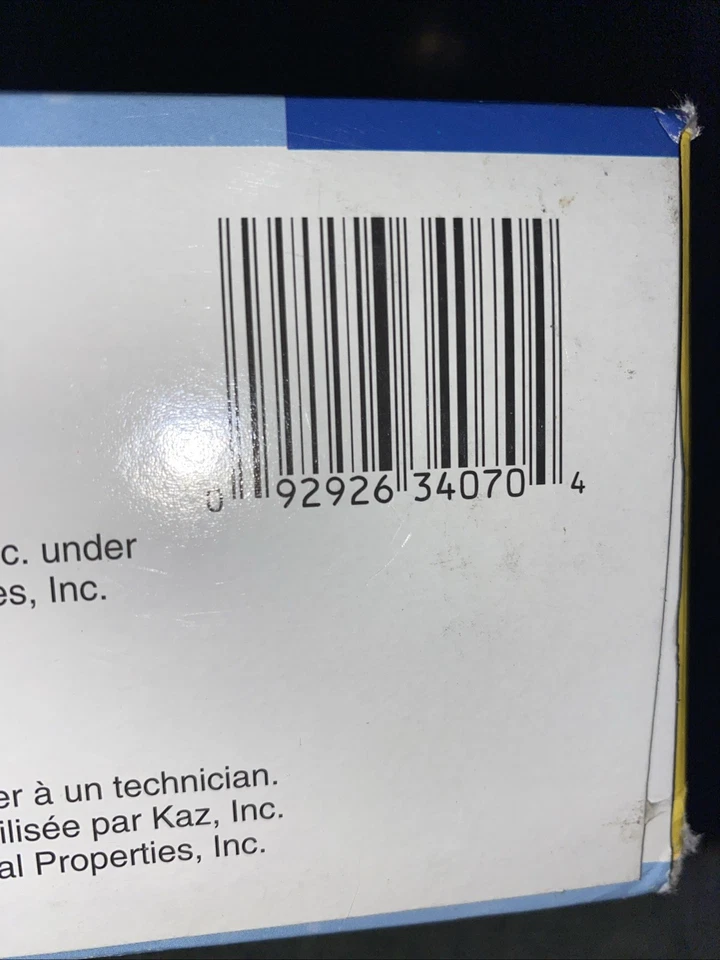 0 92926 34070 4
c. under
es, Inc.
er à un technician.
ilisée par Kaz, Inc.
al Properties, Inc.